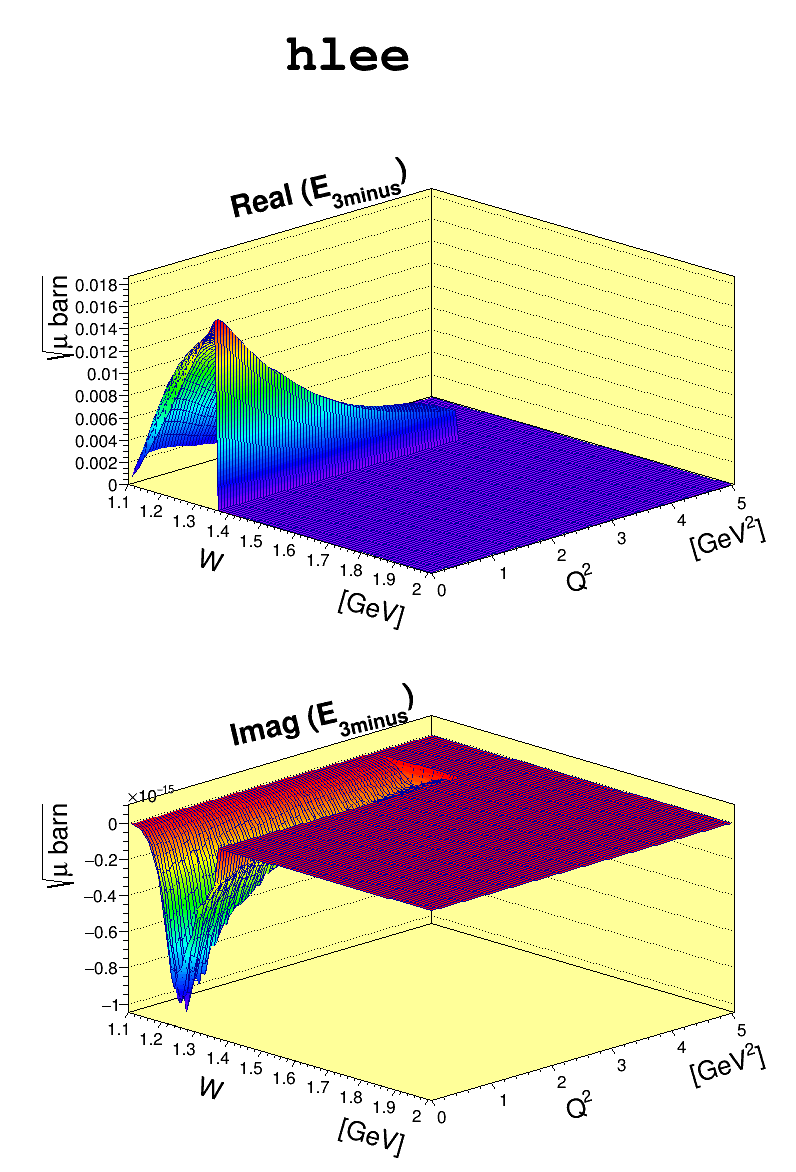 hlee
Real (E3minus)
√μ barn
0.018
0.016
0.014
0.012
0.01
0.008
0.006
0.004
0.002
0
1.1 1.2 1.3 1.4 1.5 1.6 1.7 1.8 1.9 2
W [GeV]
0 1 2 3 4 5
Q² [GeV²]
Imag (E3minus)
×10⁻¹⁵
√μ barn
0
−0.2
−0.4
−0.6
−0.8
−1
1.1 1.2 1.3 1.4 1.5 1.6 1.7 1.8 1.9 2
W [GeV]
0 1 2 3 4 5
Q² [GeV²]